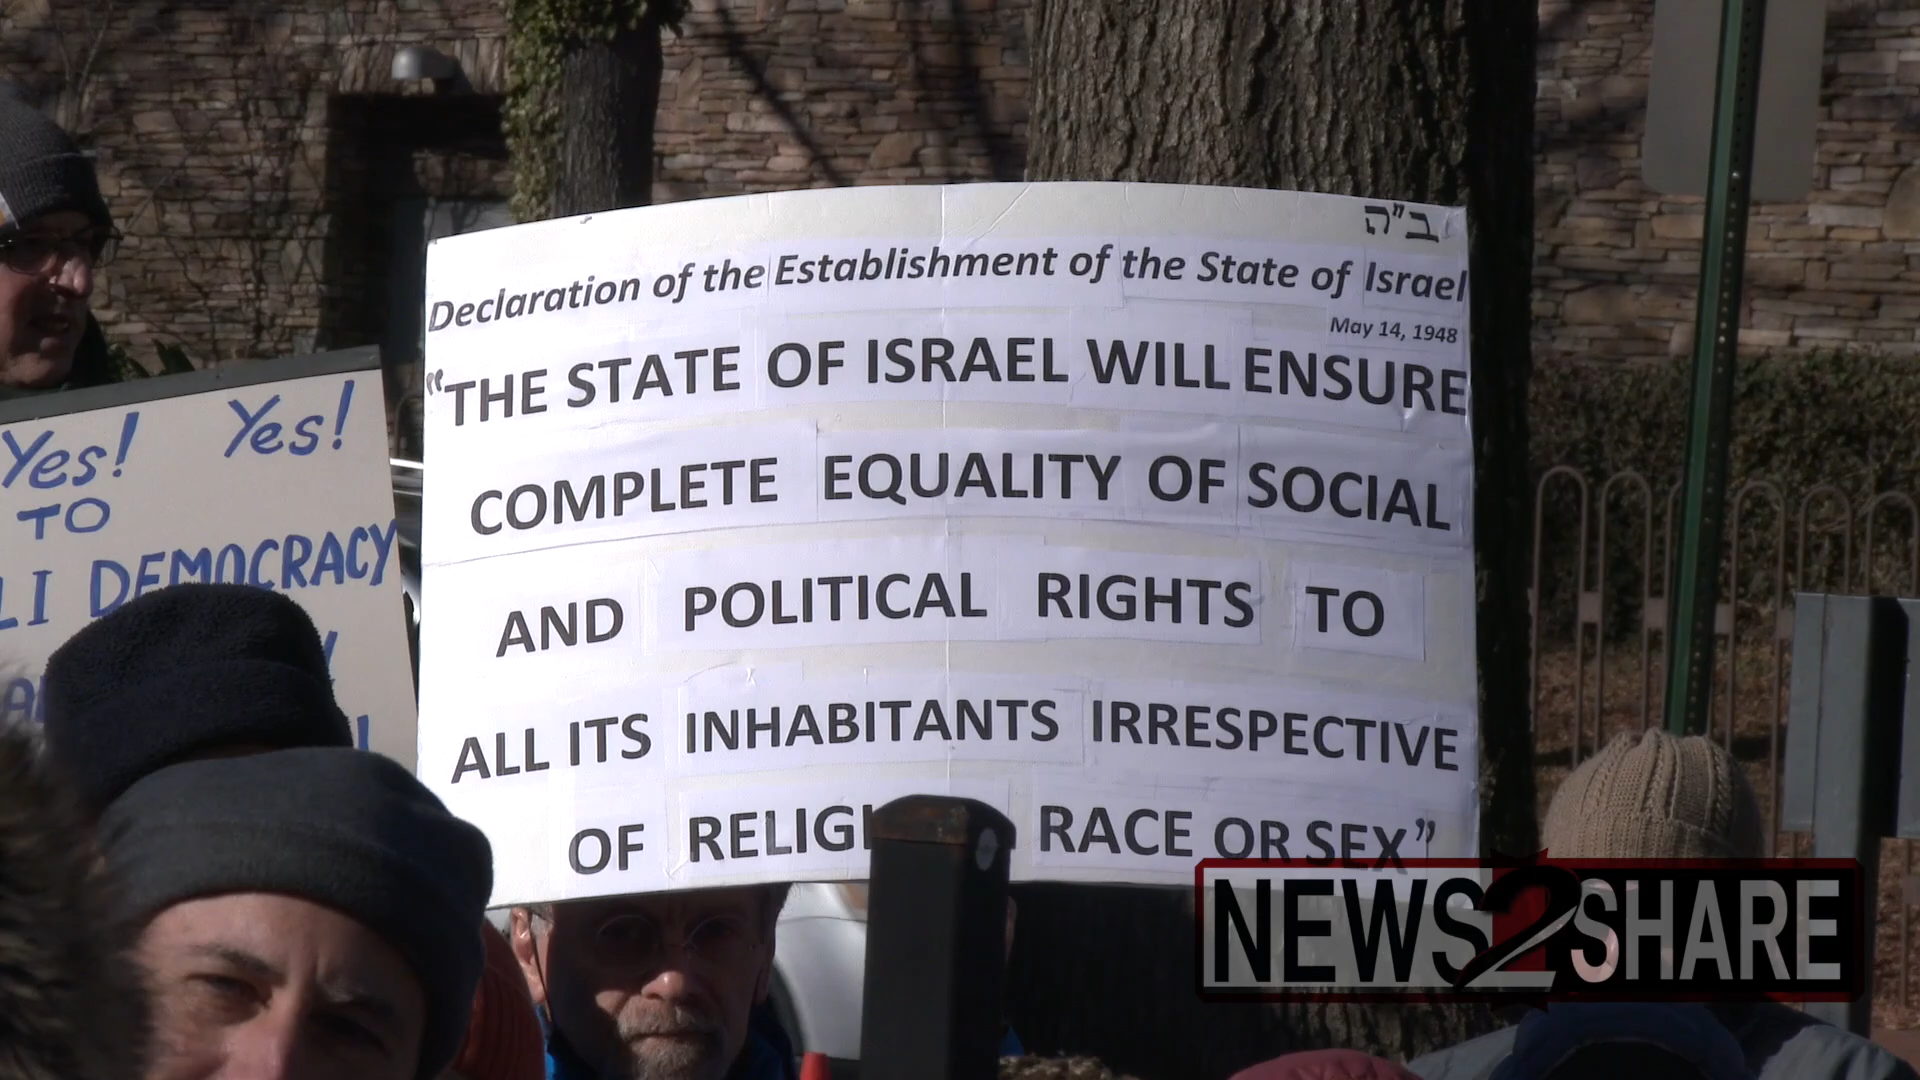 ב"ה
Declaration of the Establishment of the State of Israel
May 14, 1948
"THE STATE OF ISRAEL WILL ENSURE
COMPLETE EQUALITY OF SOCIAL
AND POLITICAL RIGHTS TO
ALL ITS INHABITANTS IRRESPECTIVE
OF RELIGI RACE OR SEX"
Yes! Yes!
TO
LI DEMOCRACY
NEWS2SHARE